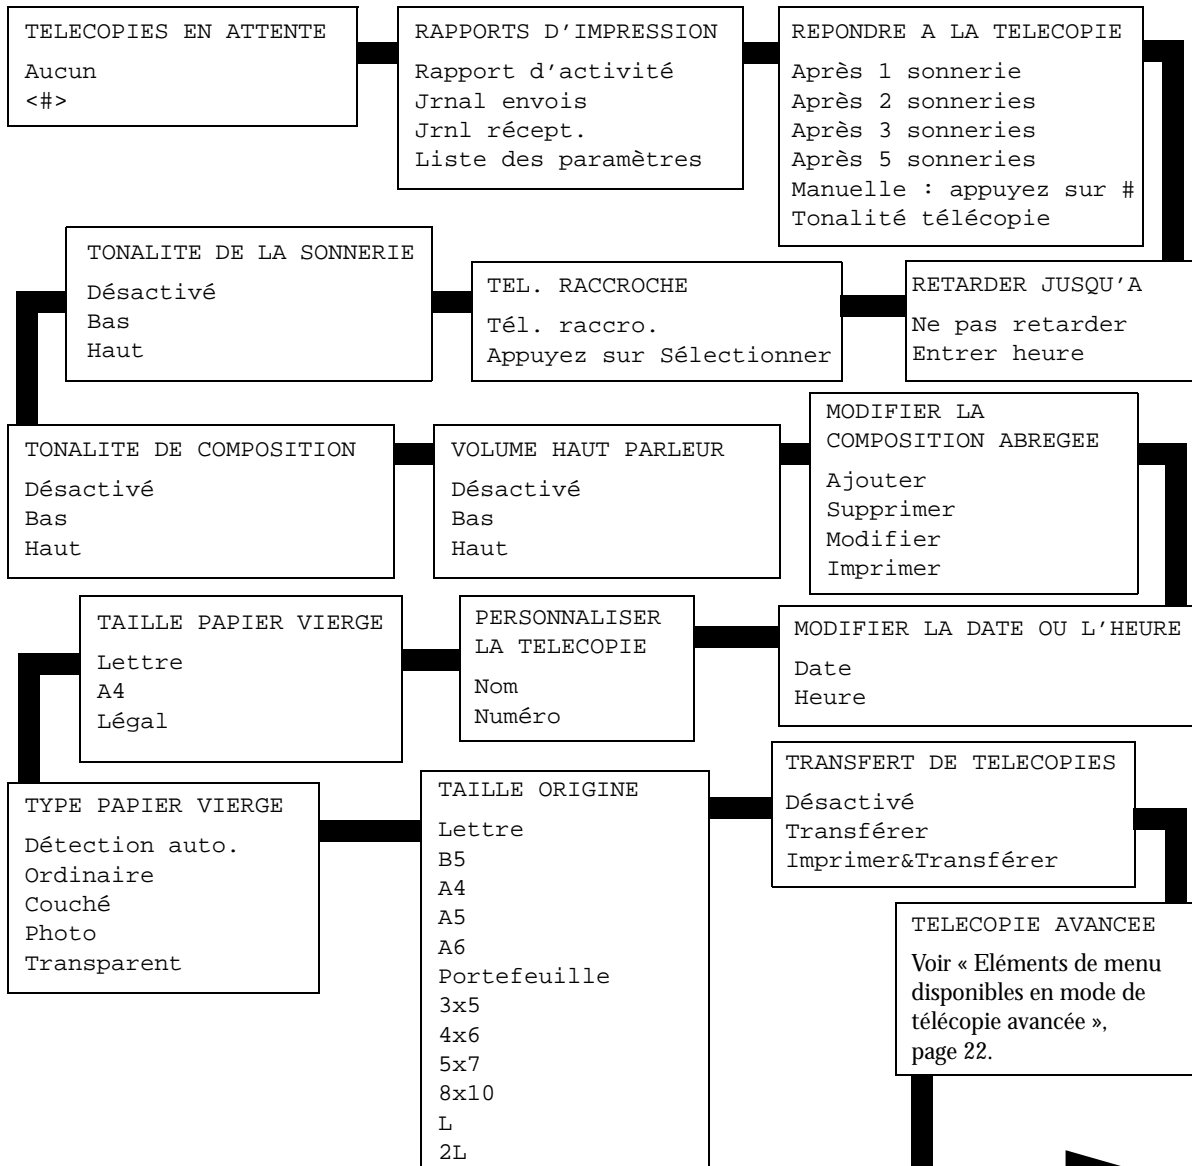 TELECOPIES EN ATTENTE
Aucun
<#>
RAPPORTS D'IMPRESSION
Rapport d'activité
Jrnal envois
Jrnl récept.
Liste des paramètres
REPONDRE A LA TELECOPIE
Après 1 sonnerie
Après 2 sonneries
Après 3 sonneries
Après 5 sonneries
Manuelle : appuyez sur #
Tonalité télécopie
RETARDER JUSQU'A
Ne pas retarder
Entrer heure
TEL. RACCROCHE
Tél. raccro.
Appuyez sur Sélectionner
TONALITE DE LA SONNERIE
Désactivé
Bas
Haut
TONALITE DE COMPOSITION
Désactivé
Bas
Haut
VOLUME HAUT PARLEUR
Désactivé
Bas
Haut
MODIFIER LA
COMPOSITION ABREGEE
Ajouter
Supprimer
Modifier
Imprimer
MODIFIER LA DATE OU L'HEURE
Date
Heure
PERSONNALISER
LA TELECOPIE
Nom
Numéro
TAILLE PAPIER VIERGE
Lettre
A4
Légal
TYPE PAPIER VIERGE
Détection auto.
Ordinaire
Couché
Photo
Transparent
TAILLE ORIGINE
Lettre
B5
A4
A5
A6
Portefeuille
3x5
4x6
5x7
8x10
L
2L
TRANSFERT DE TELECOPIES
Désactivé
Transférer
Imprimer&Transférer
TELECOPIE AVANCEE
Voir « Eléments de menu
disponibles en mode de
télécopie avancée »,
page 22.